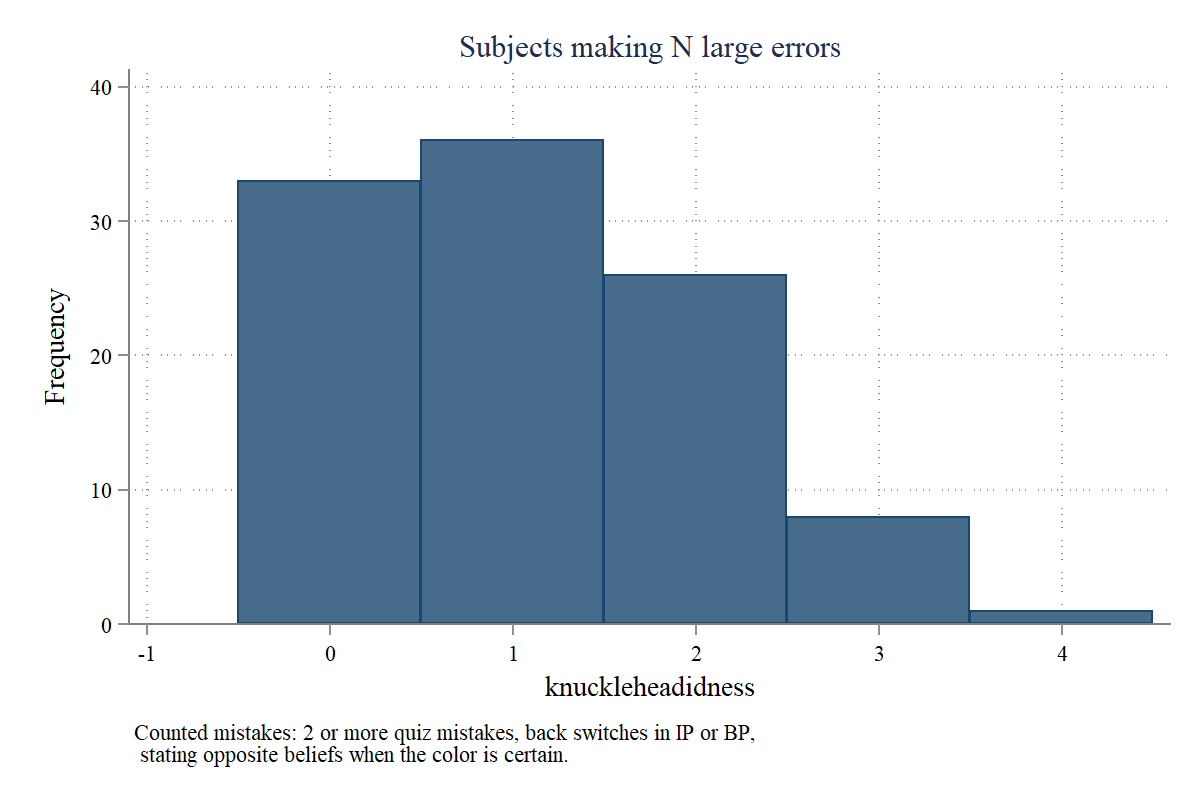 Subjects making N large errors
40
30
20
10
0
Frequency
-1 0 1 2 3 4
knuckleheadidness
Counted mistakes: 2 or more quiz mistakes, back switches in IP or BP,
stating opposite beliefs when the color is certain.